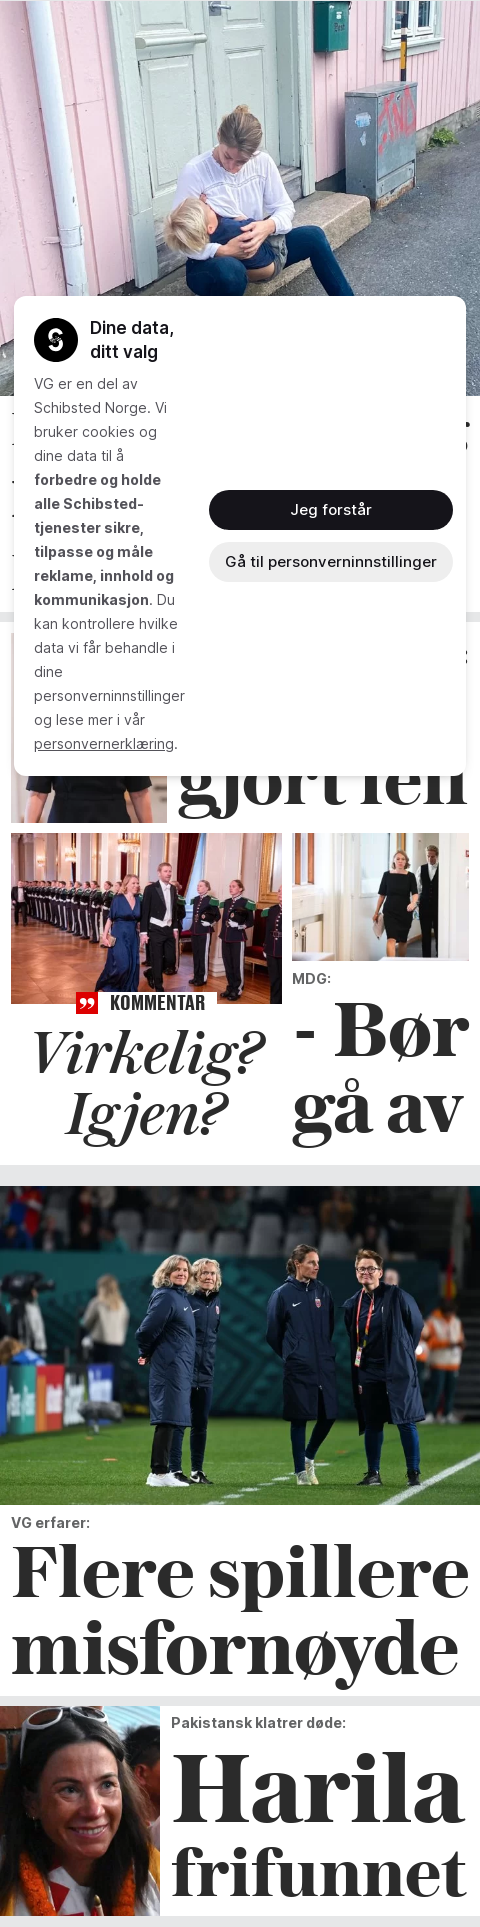 Dine data,
ditt valg
VG er en del av
Schibsted Norge. Vi
bruker cookies og
dine data til å
forbedre og holde
alle Schibsted-
tjenester sikre,
tilpasse og måle
reklame, innhold og
kommunikasjon. Du
kan kontrollere hvilke
data vi får behandle i
dine
personverninnstillinger
og lese mer i vår
personvernerklæring.
Jeg forstår
Gå til personverninnstillinger
gjort feil
KOMMENTAR
Virkelig?
Igjen?
MDG:
- Bør
gå av
VG erfarer:
Flere spillere
misfornøyde
Pakistansk klatrer døde:
Harila
frifunnet